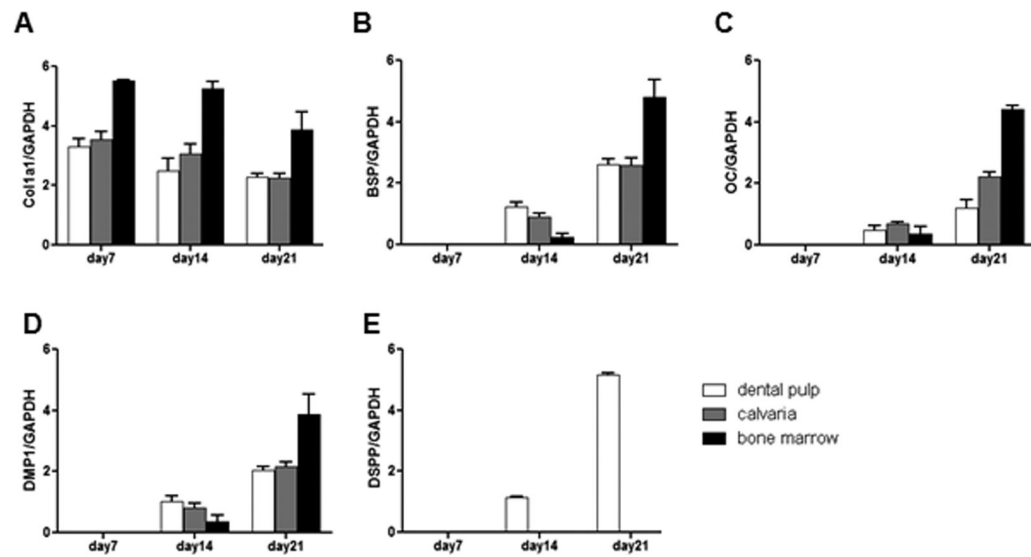 A
Col1a1/GAPDH
6
4
2
0
day7 day14 day21
B
BSP/GAPDH
6
4
2
0
day7 day14 day21
C
OC/GAPDH
6
4
2
0
day7 day14 day21
D
DMP1/GAPDH
6
4
2
0
day7 day14 day21
E
DSPP/GAPDH
6
4
2
0
day7 day14 day21
dental pulp
calvaria
bone marrow